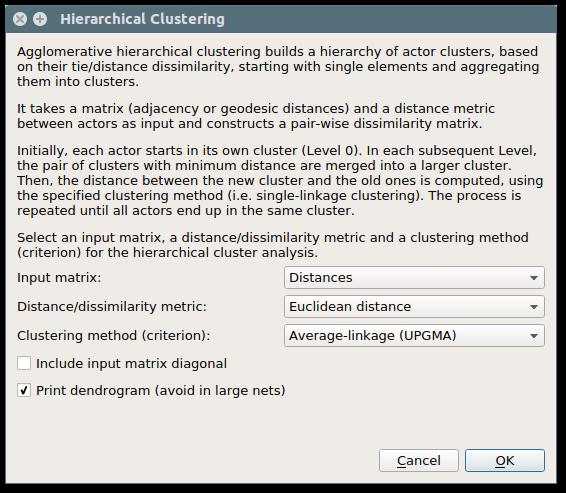 Hierarchical Clustering
Agglomerative hierarchical clustering builds a hierarchy of actor clusters, based
on their tie/distance dissimilarity, starting with single elements and aggregating
them into clusters.
It takes a matrix (adjacency or geodesic distances) and a distance metric
between actors as input and constructs a pair-wise dissimilarity matrix.
Initially, each actor starts in its own cluster (Level 0). In each subsequent Level,
the pair of clusters with minimum distance are merged into a larger cluster.
Then, the distance between the new cluster and the old ones is computed, using
the specified clustering method (i.e. single-linkage clustering). The process is
repeated until all actors end up in the same cluster.
Select an input matrix, a distance/dissimilarity metric and a clustering method
(criterion) for the hierarchical cluster analysis.
Input matrix: Distances
Distance/dissimilarity metric: Euclidean distance
Clustering method (criterion): Average-linkage (UPGMA)
Include input matrix diagonal
Print dendrogram (avoid in large nets)
Cancel OK